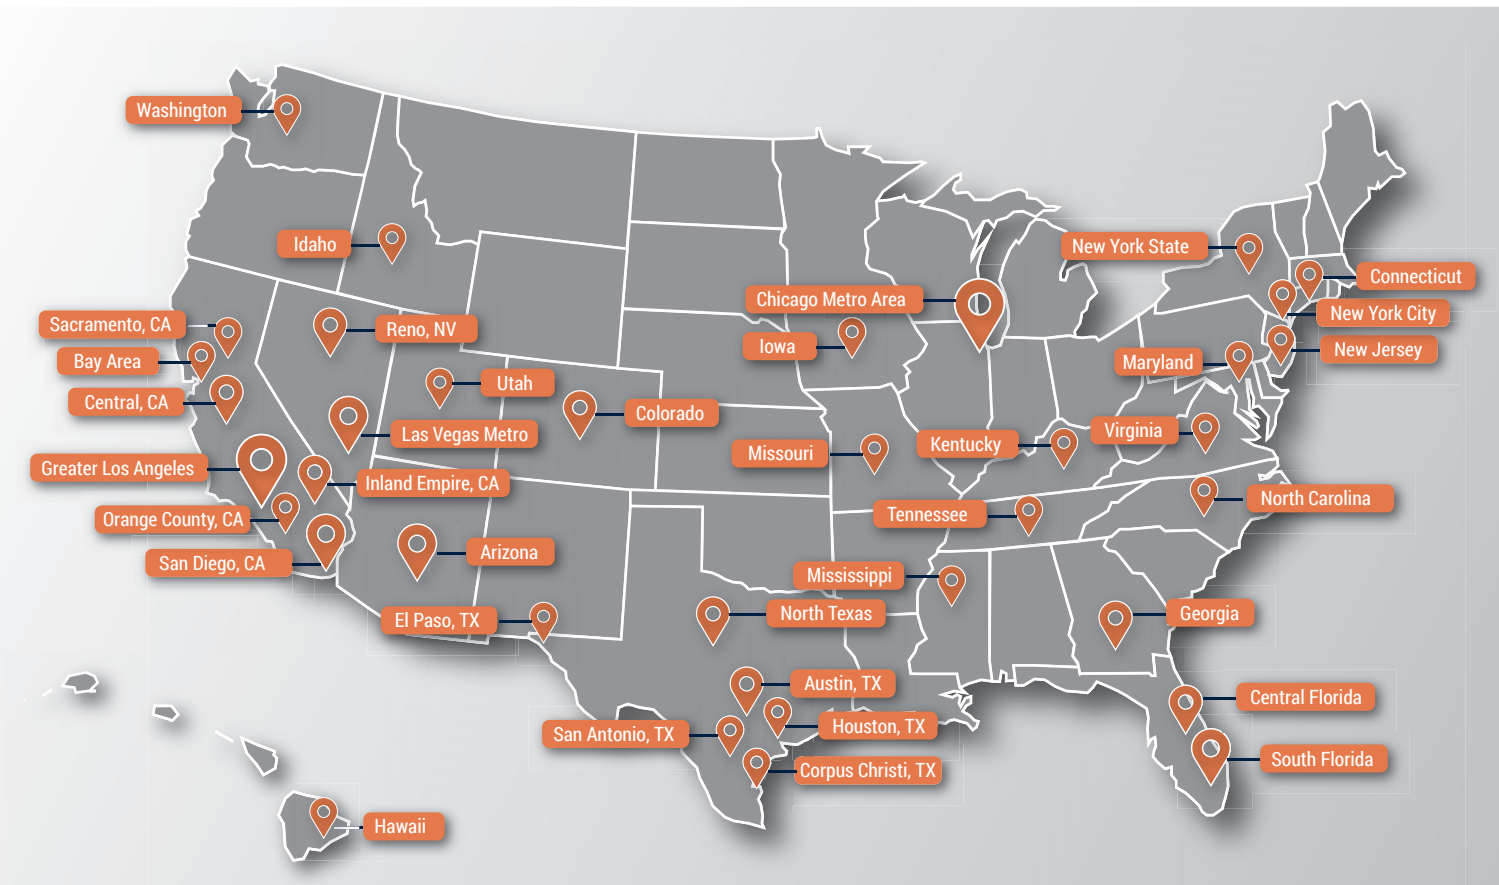 Washington
Idaho
New York State
Connecticut
Chicago Metro Area
New York City
Sacramento, CA
Reno, NV
Iowa
New Jersey
Bay Area
Maryland
Utah
Central, CA
Colorado
Las Vegas Metro
Virginia
Kentucky
Missouri
Greater Los Angeles
Inland Empire, CA
North Carolina
Orange County, CA
Tennessee
San Diego, CA
Arizona
Mississippi
El Paso, TX
North Texas
Georgia
Austin, TX
Central Florida
San Antonio, TX
Houston, TX
South Florida
Corpus Christi, TX
Hawaii